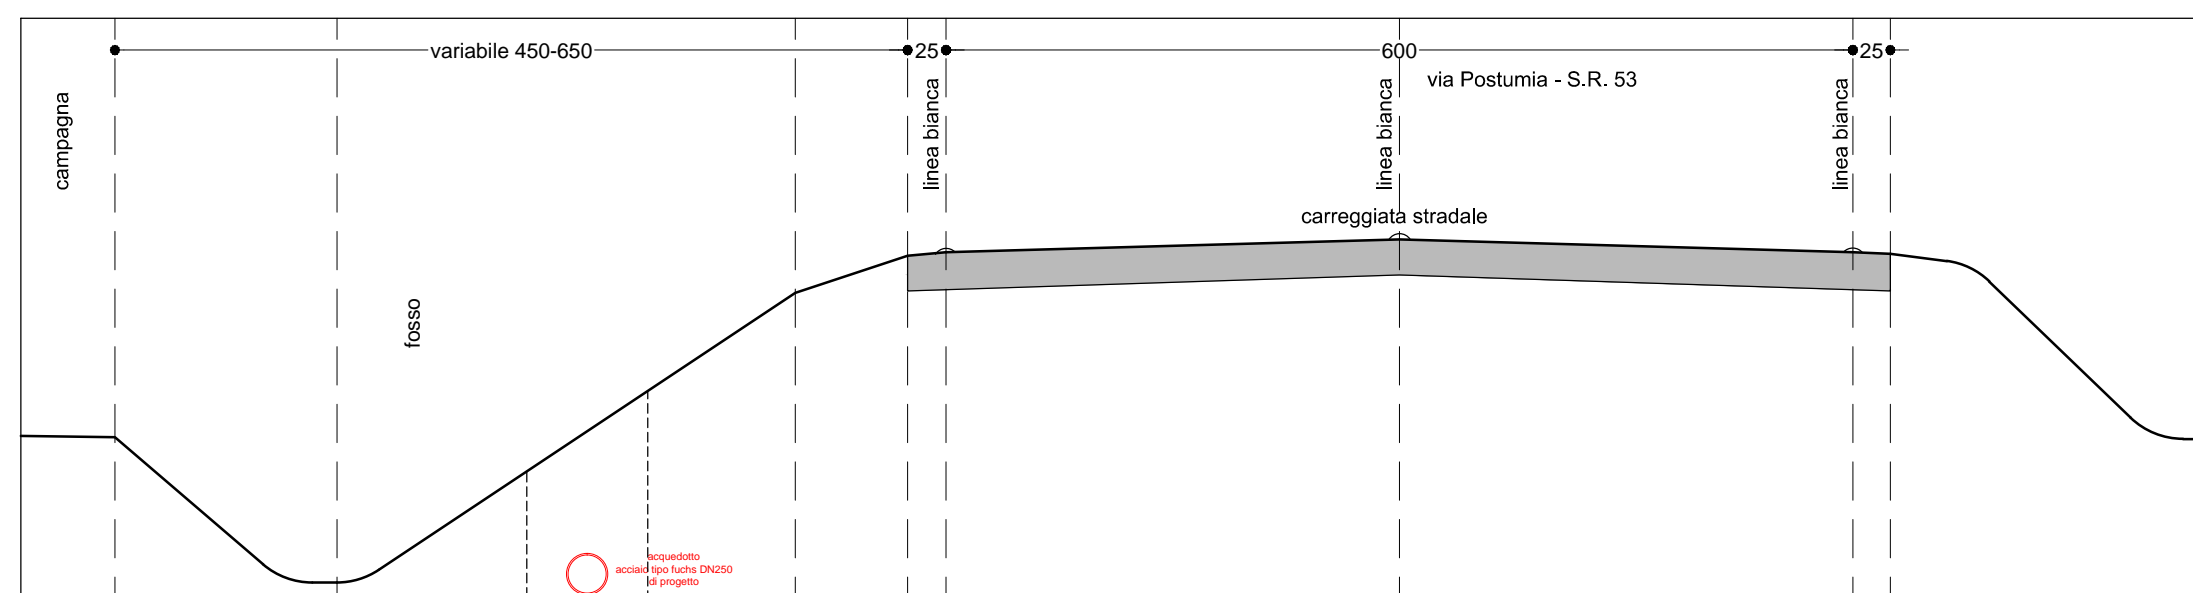 variabile 450-650
25
600
25
via Postumia - S.R. 53
campagna
linea bianca
linea bianca
linea bianca
carreggiata stradale
fosso
acquedotto
acciaio tipo fuchs DN250
di progetto